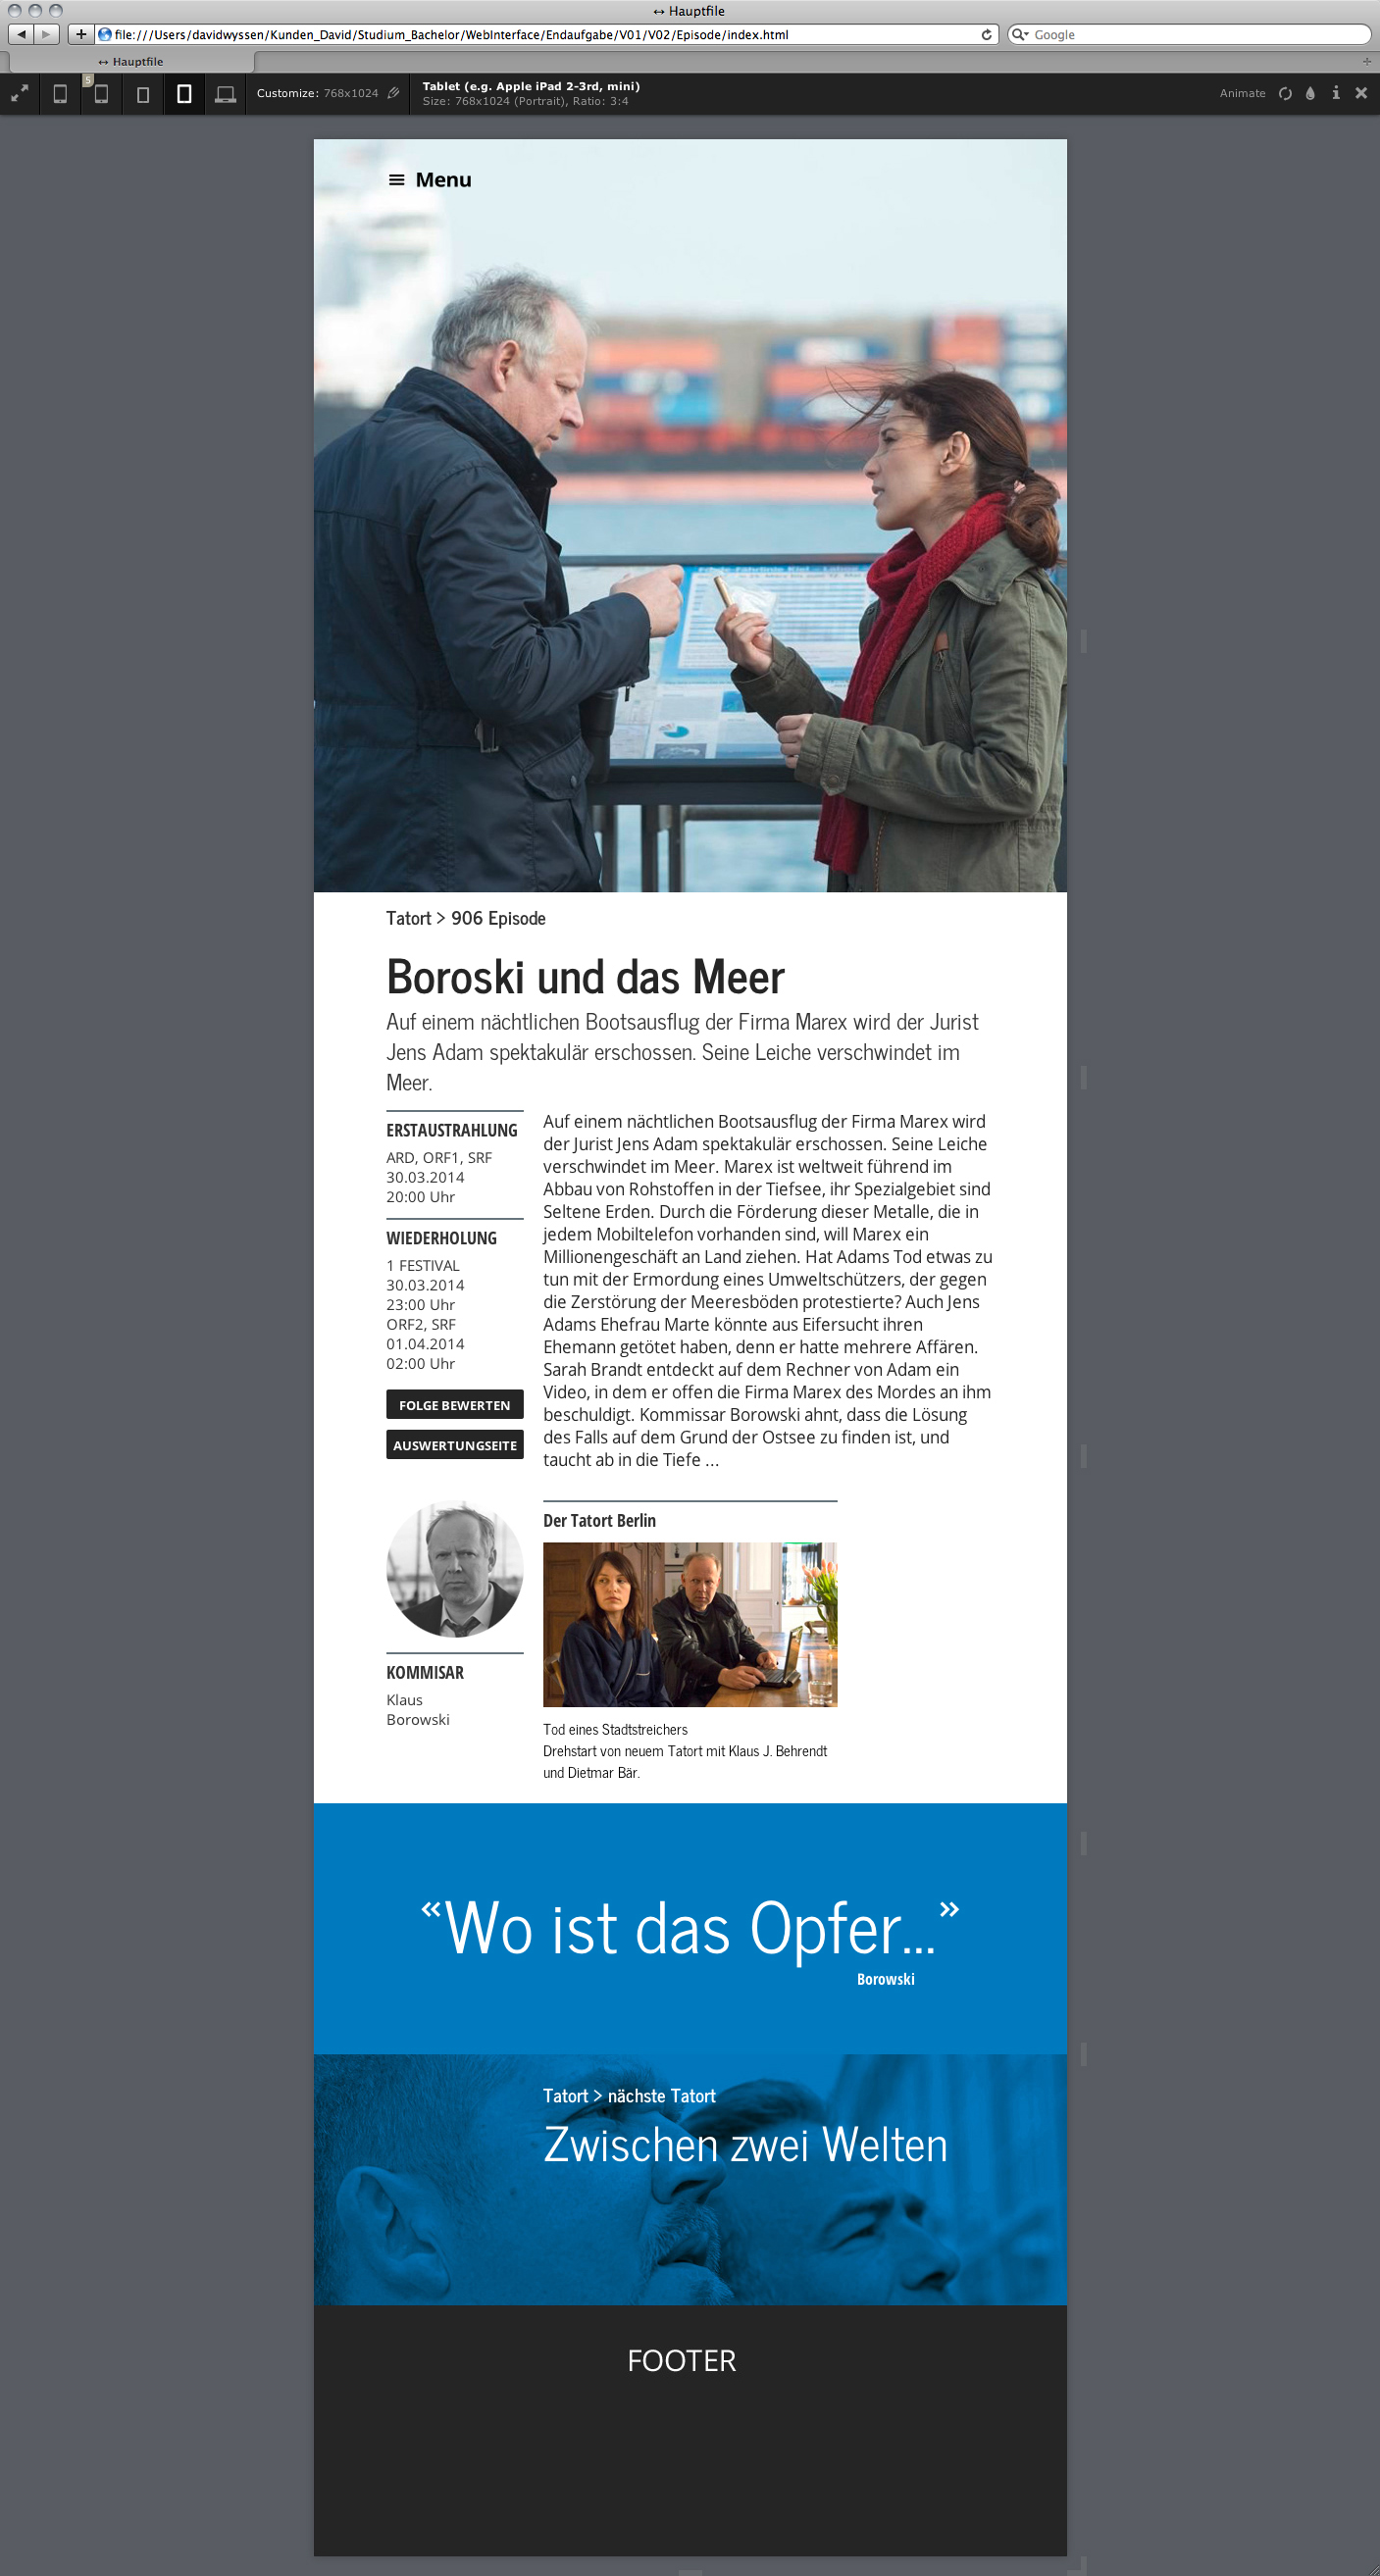 ↔ Hauptfile
file:///Users/davidwyssen/Kunden_David/Studium_Bachelor/WebInterface/Endaufgabe/V01/V02/Episode/index.html
Google
↔ Hauptfile
S
Customize: 768x1024
Tablet (e.g. Apple iPad 2-3rd, mini)
Size: 768x1024 (Portrait), Ratio: 3:4
Animate
Menu
Tatort > 906 Episode
Boroski und das Meer
Auf einem nächtlichen Bootsausflug der Firma Marex wird der Jurist
Jens Adam spektakulär erschossen. Seine Leiche verschwindet im
Meer.
ERSTAUSTRAHLUNG
ARD, ORF1, SRF
30.03.2014
20:00 Uhr
WIEDERHOLUNG
1 FESTIVAL
30.03.2014
23:00 Uhr
ORF2, SRF
01.04.2014
02:00 Uhr
FOLGE BEWERTEN
AUSWERTUNGSEITE
Auf einem nächtlichen Bootsausflug der Firma Marex wird
der Jurist Jens Adam spektakulär erschossen. Seine Leiche
verschwindet im Meer. Marex ist weltweit führend im
Abbau von Rohstoffen in der Tiefsee, ihr Spezialgebiet sind
Seltene Erden. Durch die Förderung dieser Metalle, die in
jedem Mobiltelefon vorhanden sind, will Marex ein
Millionengeschäft an Land ziehen. Hat Adams Tod etwas zu
tun mit der Ermordung eines Umweltschützers, der gegen
die Zerstörung der Meeresböden protestierte? Auch Jens
Adams Ehefrau Marte könnte aus Eifersucht ihren
Ehemann getötet haben, denn er hatte mehrere Affären.
Sarah Brandt entdeckt auf dem Rechner von Adam ein
Video, in dem er offen die Firma Marex des Mordes an ihm
beschuldigt. Kommissar Borowski ahnt, dass die Lösung
des Falls auf dem Grund der Ostsee zu finden ist, und
taucht ab in die Tiefe ...
KOMMISAR
Klaus
Borowski
Der Tatort Berlin
Tod eines Stadtstreichers
Drehstart von neuem Tatort mit Klaus J. Behrendt
und Dietmar Bär.
«Wo ist das Opfer...»
Borowski
Tatort > nächste Tatort
Zwischen zwei Welten
FOOTER